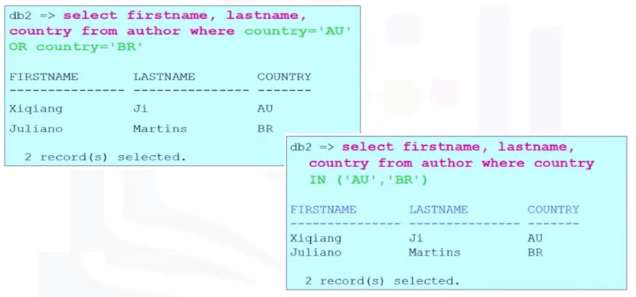 db2 => select firstname, lastname,
country from author where country='AU'
OR country='BR'
FIRSTNAME LASTNAME COUNTRY
--------------- --------------- -------
Xiqiang Ji AU
Juliano Martins BR
2 record(s) selected.
db2 => select firstname, lastname,
country from author where country
IN ('AU','BR')
FIRSTNAME LASTNAME COUNTRY
--------------- --------------- -------
Xiqiang Ji AU
Juliano Martins BR
2 record(s) selected.